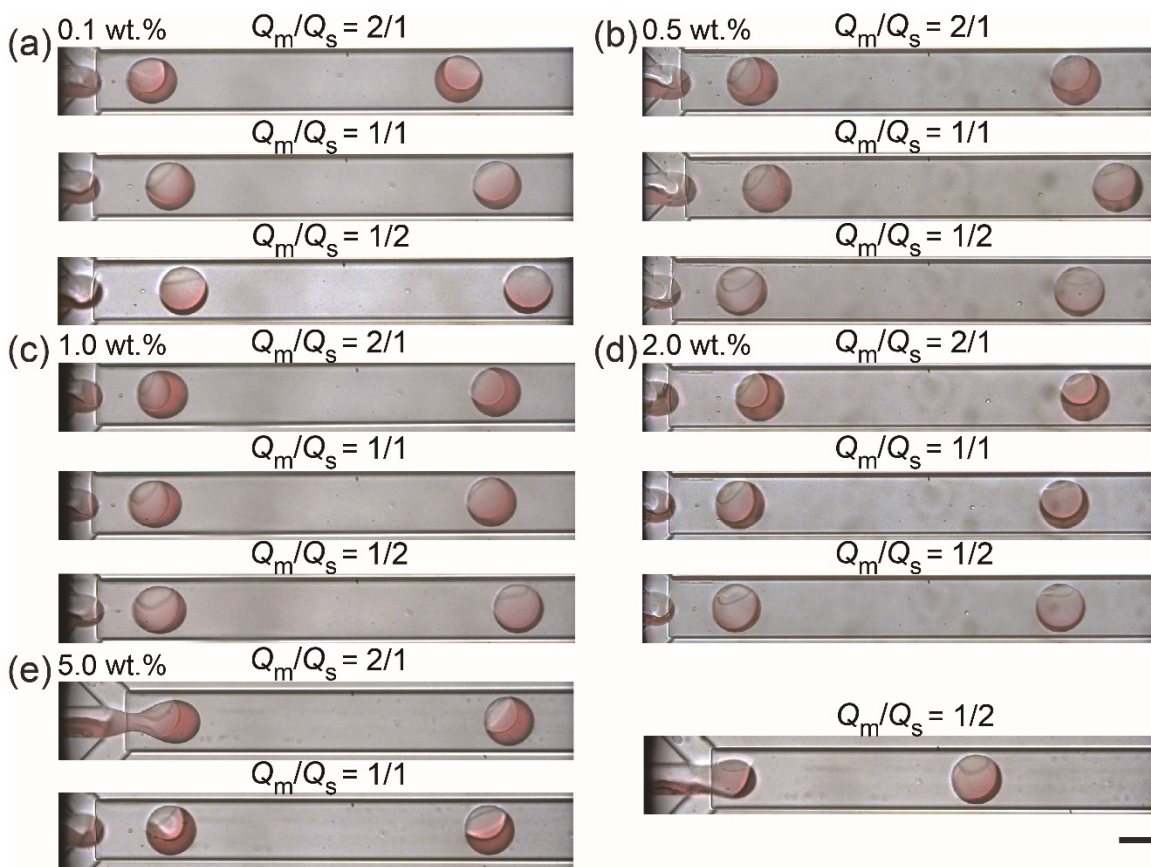 (a) 0.1 wt.% Qm/Qs = 2/1
Qm/Qs = 1/1
Qm/Qs = 1/2
(b) 0.5 wt.% Qm/Qs = 2/1
Qm/Qs = 1/1
Qm/Qs = 1/2
(c) 1.0 wt.% Qm/Qs = 2/1
Qm/Qs = 1/1
Qm/Qs = 1/2
(d) 2.0 wt.% Qm/Qs = 2/1
Qm/Qs = 1/1
Qm/Qs = 1/2
(e) 5.0 wt.% Qm/Qs = 2/1
Qm/Qs = 1/1
Qm/Qs = 1/2